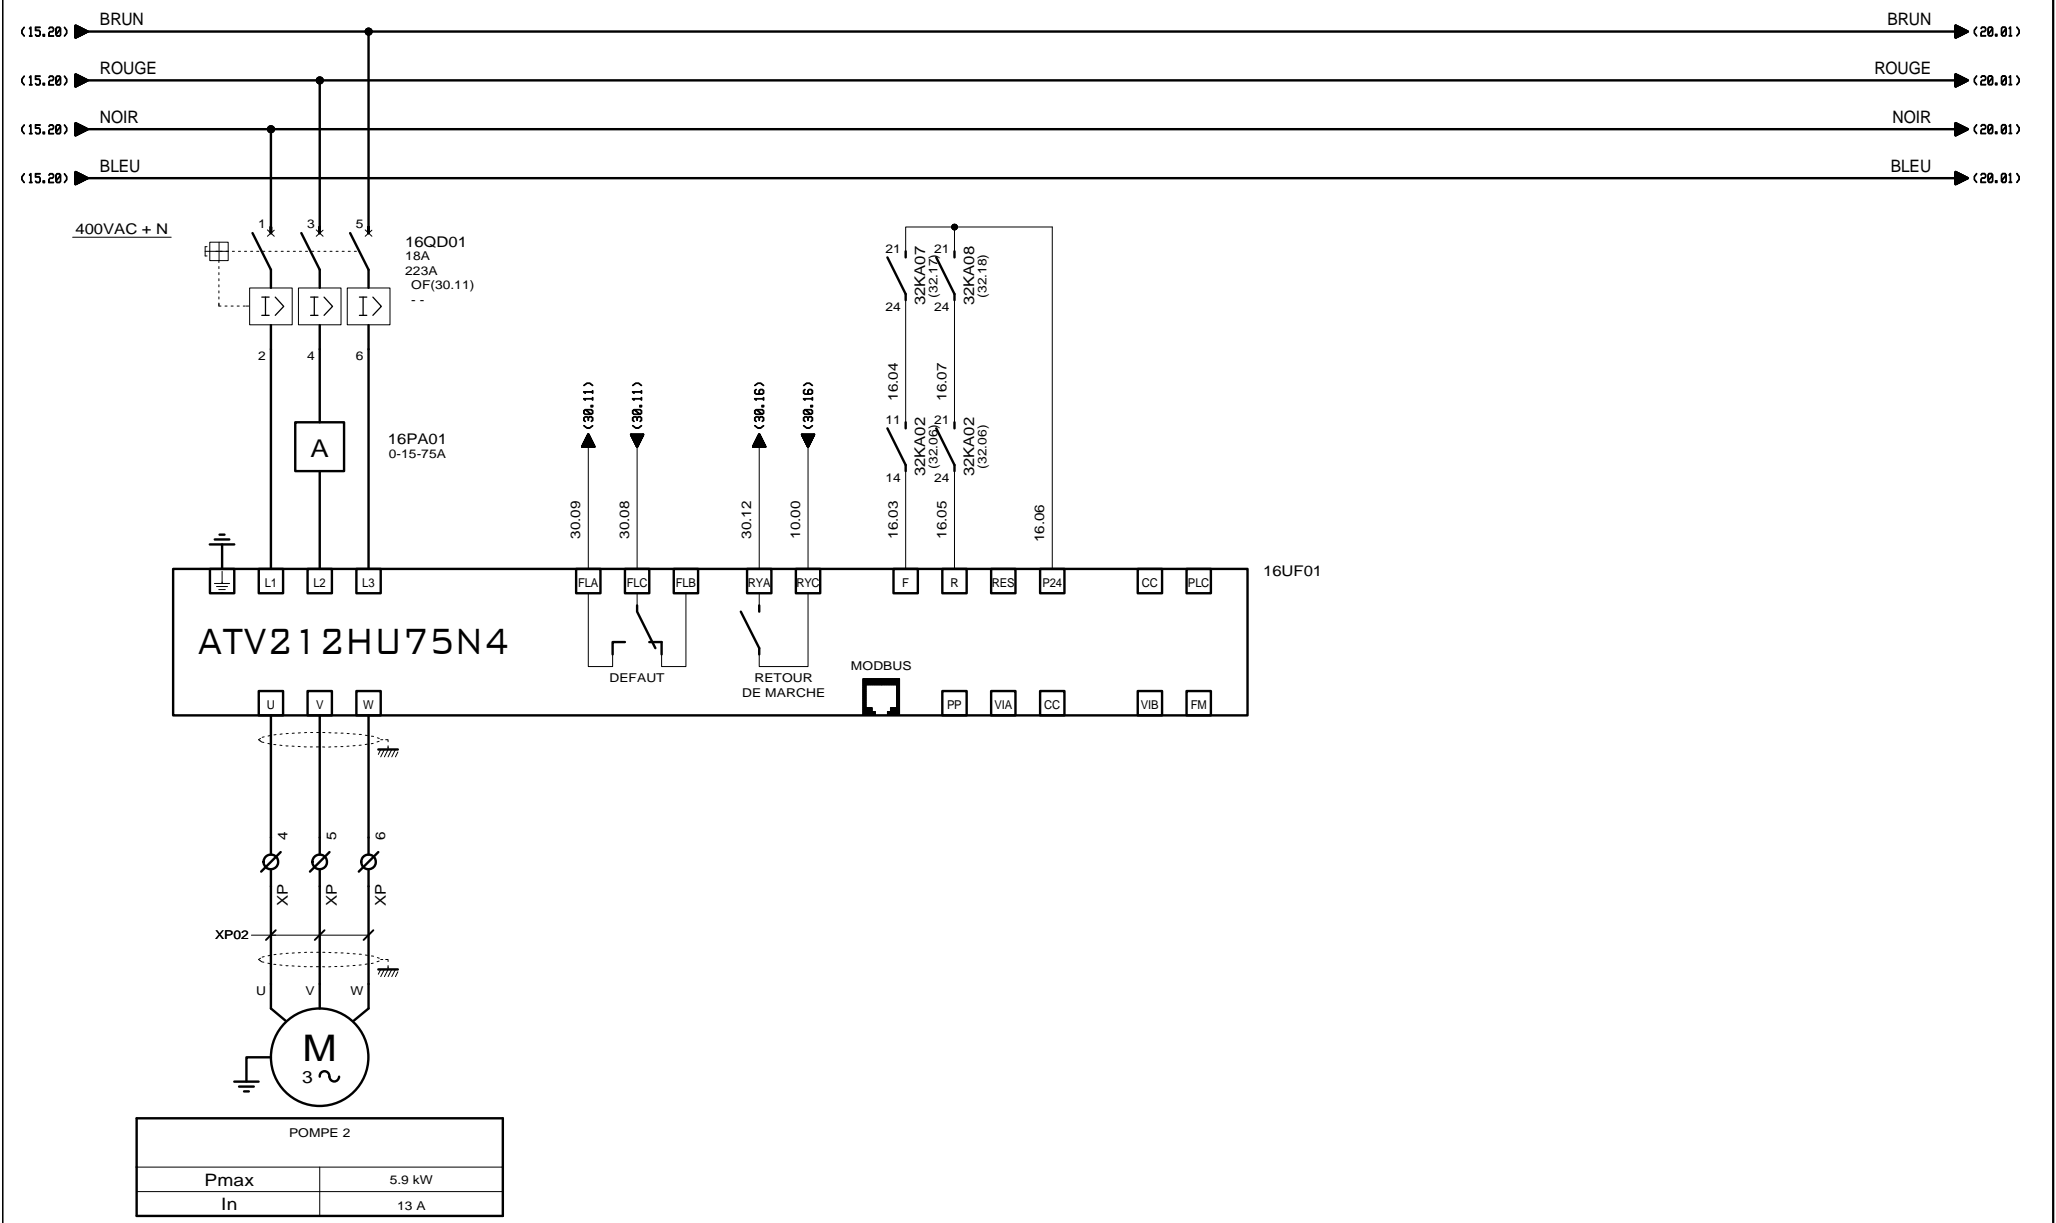 BRUN BRUN
(15.20) (20.01)
ROUGE ROUGE
(15.20) (20.01)
NOIR NOIR
(15.20) (20.01)
BLEU BLEU
(15.20) (20.01)
400VAC + N
1 3 5
16QD01
18A
223A
OF(30.11)
- -
I> I> I>
2 4 6
A
16PA01
0-15-75A
(30.11) (30.11) (30.16) (30.16)
30.09 30.08 30.12 10.00
21 32KA07 (32.17) 24
21 32KA08 (32.18) 24
16.04 16.07
11 32KA02 (32.06) 14
21 32KA02 (32.06) 24
16.03 16.05 16.06
L1 L2 L3 FLA FLC FLB RYA RYC F R RES P24 CC PLC
16UF01
ATV212HU75N4
DEFAUT
RETOUR
DE MARCHE
MODBUS
U V W PP VIA CC VIB FM
4 5 6
XP XP XP
XP02
U V W
M
3
POMPE 2
Pmax 5.9 kW
In 13 A